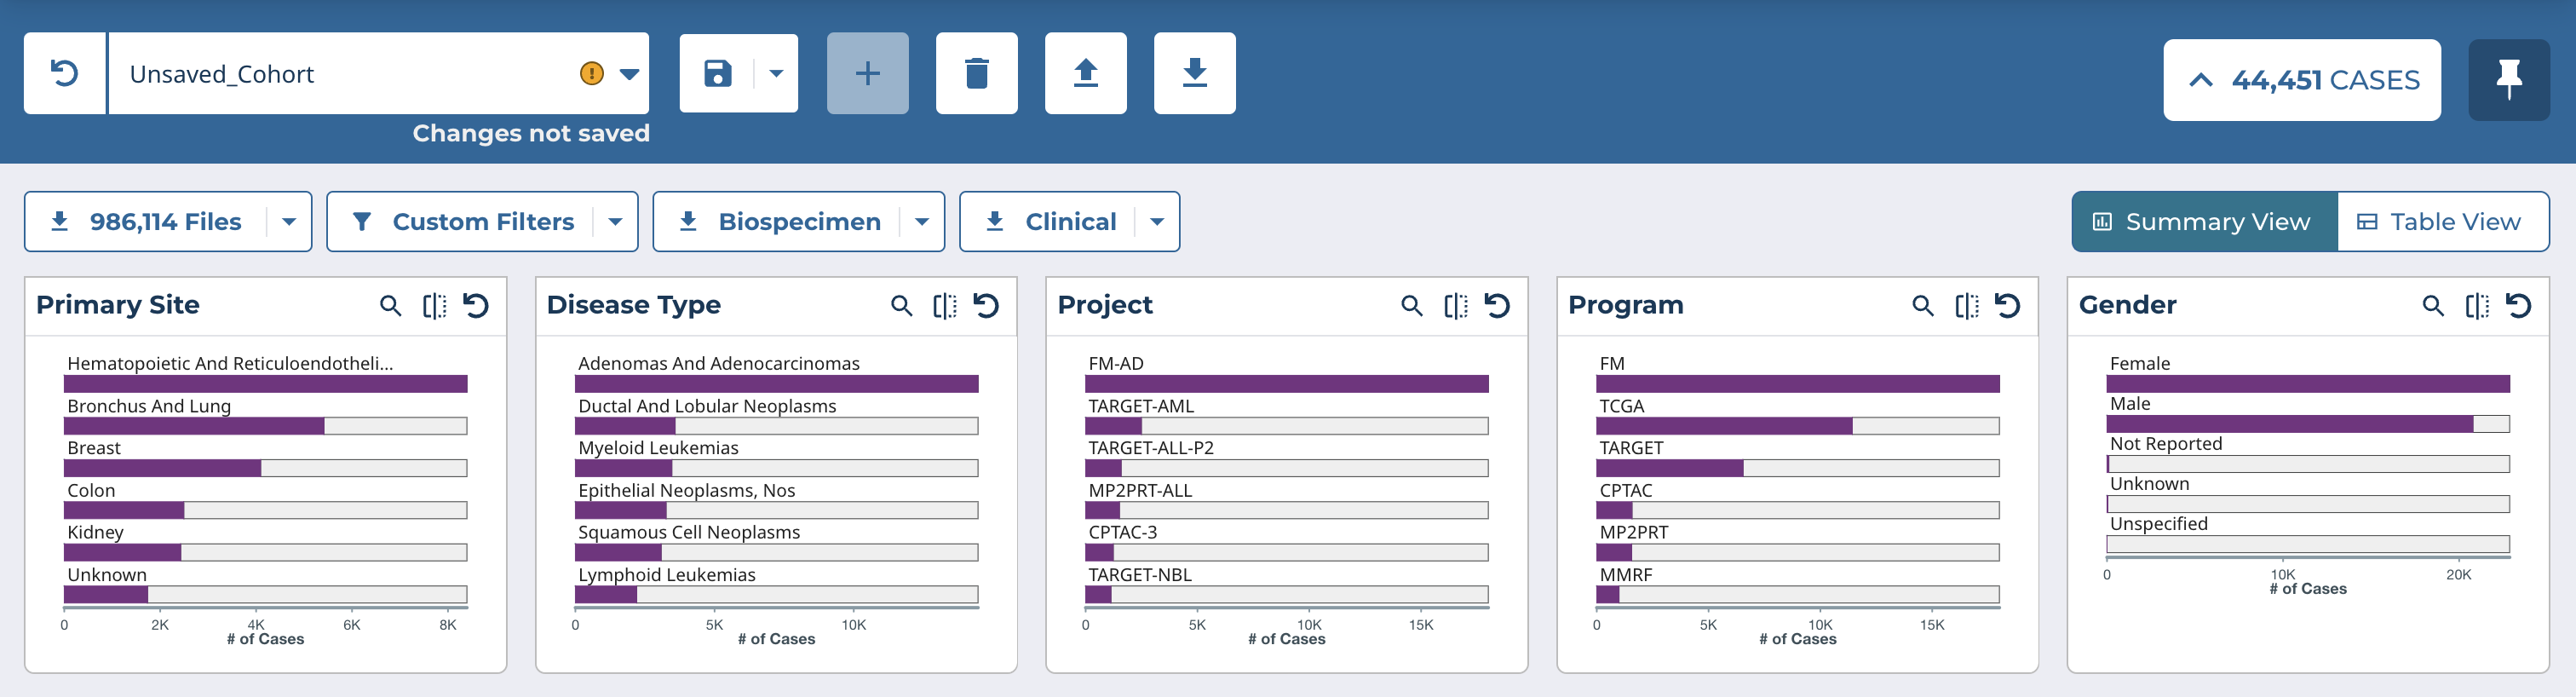 Unsaved_Cohort
Changes not saved
44,451 CASES
986,114 Files
Custom Filters
Biospecimen
Clinical
Summary View
Table View
Primary Site
Hematopoietic And Reticuloendotheli...
Bronchus And Lung
Breast
Colon
Kidney
Unknown
0 2K 4K 6K 8K
# of Cases
Disease Type
Adenomas And Adenocarcinomas
Ductal And Lobular Neoplasms
Myeloid Leukemias
Epithelial Neoplasms, Nos
Squamous Cell Neoplasms
Lymphoid Leukemias
0 5K 10K
# of Cases
Project
FM-AD
TARGET-AML
TARGET-ALL-P2
MP2PRT-ALL
CPTAC-3
TARGET-NBL
0 5K 10K 15K
# of Cases
Program
FM
TCGA
TARGET
CPTAC
MP2PRT
MMRF
0 5K 10K 15K
# of Cases
Gender
Female
Male
Not Reported
Unknown
Unspecified
0 10K 20K
# of Cases